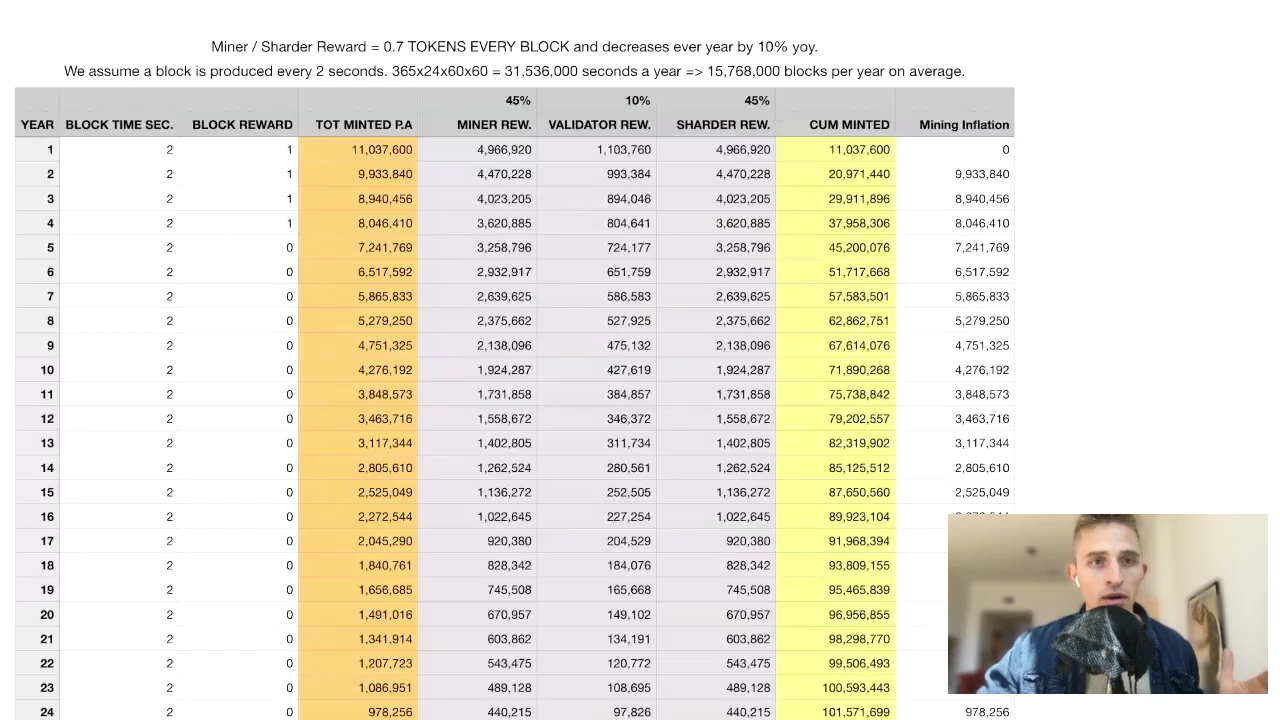 Miner / Sharder Reward = 0.7 TOKENS EVERY BLOCK and decreases ever year by 10% yoy.
We assume a block is produced every 2 seconds. 365x24x60x60 = 31,536,000 seconds a year => 15,768,000 blocks per year on average.
45% 10% 45%
YEAR BLOCK TIME SEC. BLOCK REWARD TOT MINTED P.A MINER REW. VALIDATOR REW. SHARDER REW. CUM MINTED Mining Inflation
1 2 1 11,037,600 4,966,920 1,103,760 4,966,920 11,037,600 0
2 2 1 9,933,840 4,470,228 993,384 4,470,228 20,971,440 9,933,840
3 2 1 8,940,456 4,023,205 894,046 4,023,205 29,911,896 8,940,456
4 2 1 8,046,410 3,620,885 804,641 3,620,885 37,958,306 8,046,410
5 2 0 7,241,769 3,258,796 724,177 3,258,796 45,200,076 7,241,769
6 2 0 6,517,592 2,932,917 651,759 2,932,917 51,717,668 6,517,592
7 2 0 5,865,833 2,639,625 586,583 2,639,625 57,583,501 5,865,833
8 2 0 5,279,250 2,375,662 527,925 2,375,662 62,862,751 5,279,250
9 2 0 4,751,325 2,138,096 475,132 2,138,096 67,614,076 4,751,325
10 2 0 4,276,192 1,924,287 427,619 1,924,287 71,890,268 4,276,192
11 2 0 3,848,573 1,731,858 384,857 1,731,858 75,738,842 3,848,573
12 2 0 3,463,716 1,558,672 346,372 1,558,672 79,202,557 3,463,716
13 2 0 3,117,344 1,402,805 311,734 1,402,805 82,319,902 3,117,344
14 2 0 2,805,610 1,262,524 280,561 1,262,524 85,125,512 2,805,610
15 2 0 2,525,049 1,136,272 252,505 1,136,272 87,650,560 2,525,049
16 2 0 2,272,544 1,022,645 227,254 1,022,645 89,923,104
17 2 0 2,045,290 920,380 204,529 920,380 91,968,394
18 2 0 1,840,761 828,342 184,076 828,342 93,809,155
19 2 0 1,656,685 745,508 165,668 745,508 95,465,839
20 2 0 1,491,016 670,957 149,102 670,957 96,956,855
21 2 0 1,341,914 603,862 134,191 603,862 98,298,770
22 2 0 1,207,723 543,475 120,772 543,475 99,506,493
23 2 0 1,086,951 489,128 108,695 489,128 100,593,443
24 2 0 978,256 440,215 97,826 440,215 101,571,699 978,256